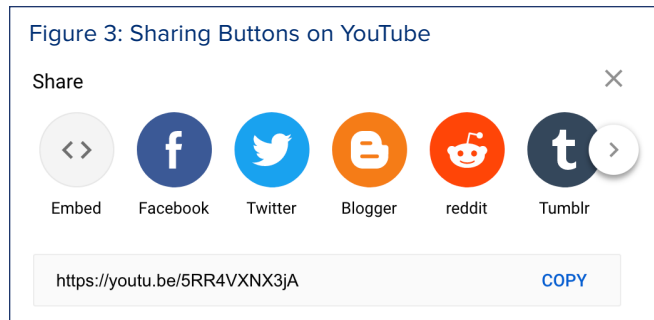 Figure 3: Sharing Buttons on YouTube
Share
Embed Facebook Twitter Blogger reddit Tumblr
https://youtu.be/5RR4VXNX3jA COPY